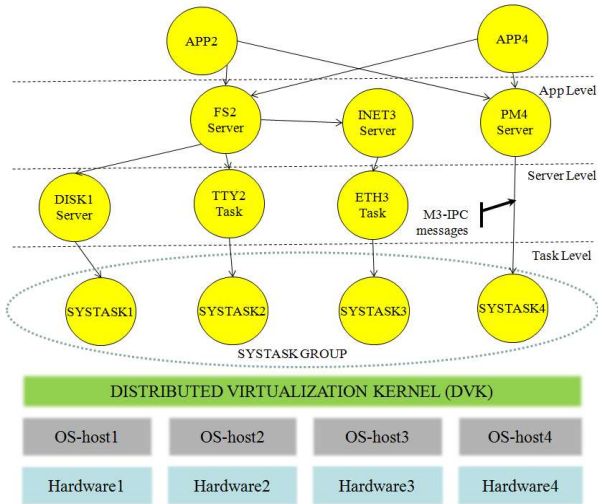 APP2
APP4
App Level
FS2
Server
INET3
Server
PM4
Server
Server Level
DISK1
Server
TTY2
Task
ETH3
Task
M3-IPC
messages
Task Level
SYSTASK1
SYSTASK2
SYSTASK3
SYSTASK4
SYSTASK GROUP
DISTRIBUTED VIRTUALIZATION KERNEL (DVK)
OS-host1
OS-host2
OS-host3
OS-host4
Hardware1
Hardware2
Hardware3
Hardware4